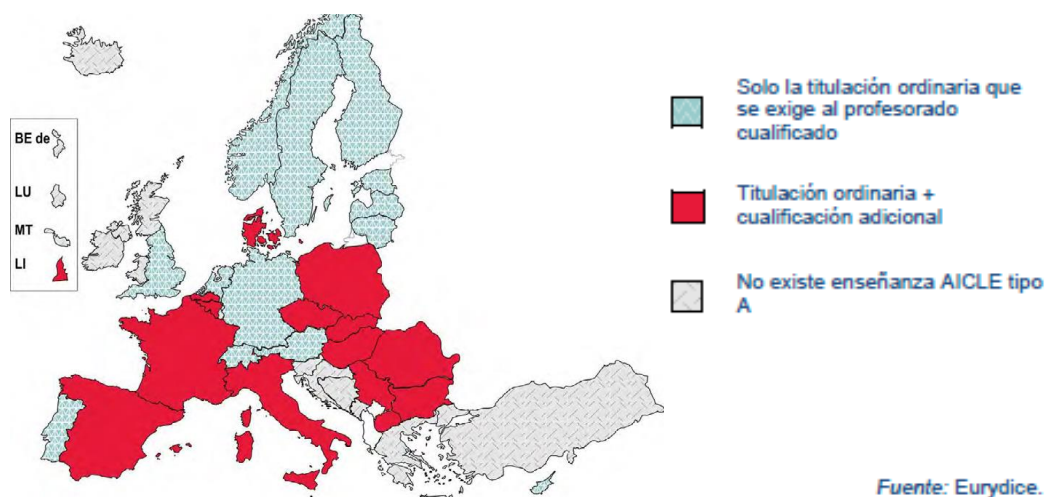 BE de
LU
MT
LI
Solo la titulación ordinaria que
se exige al profesorado
cualificado
Titulación ordinaria +
cualificación adicional
No existe enseñanza AICLE tipo
A
Fuente: Eurydice.